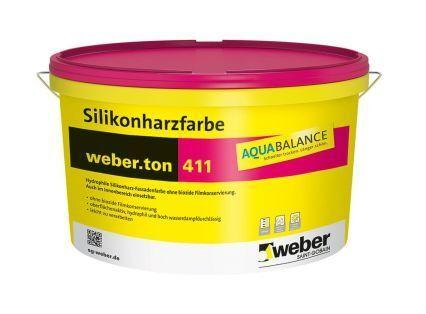 Silikonharzfarbe
weber.ton 411
AQUABALANCE
schneller trocken. länger schön.
Hydrophile Silikonharz-Fassadenfarbe ohne biozide Filmkonservierung.
Auch im Innenbereich einsetzbar.
• ohne biozide Filmkonservierung
• oberflächenaktiv, hydrophil und hoch wasserdampfdurchlässig
• leicht zu verarbeiten
sg-weber.de
weber
SAINT-GOBAIN